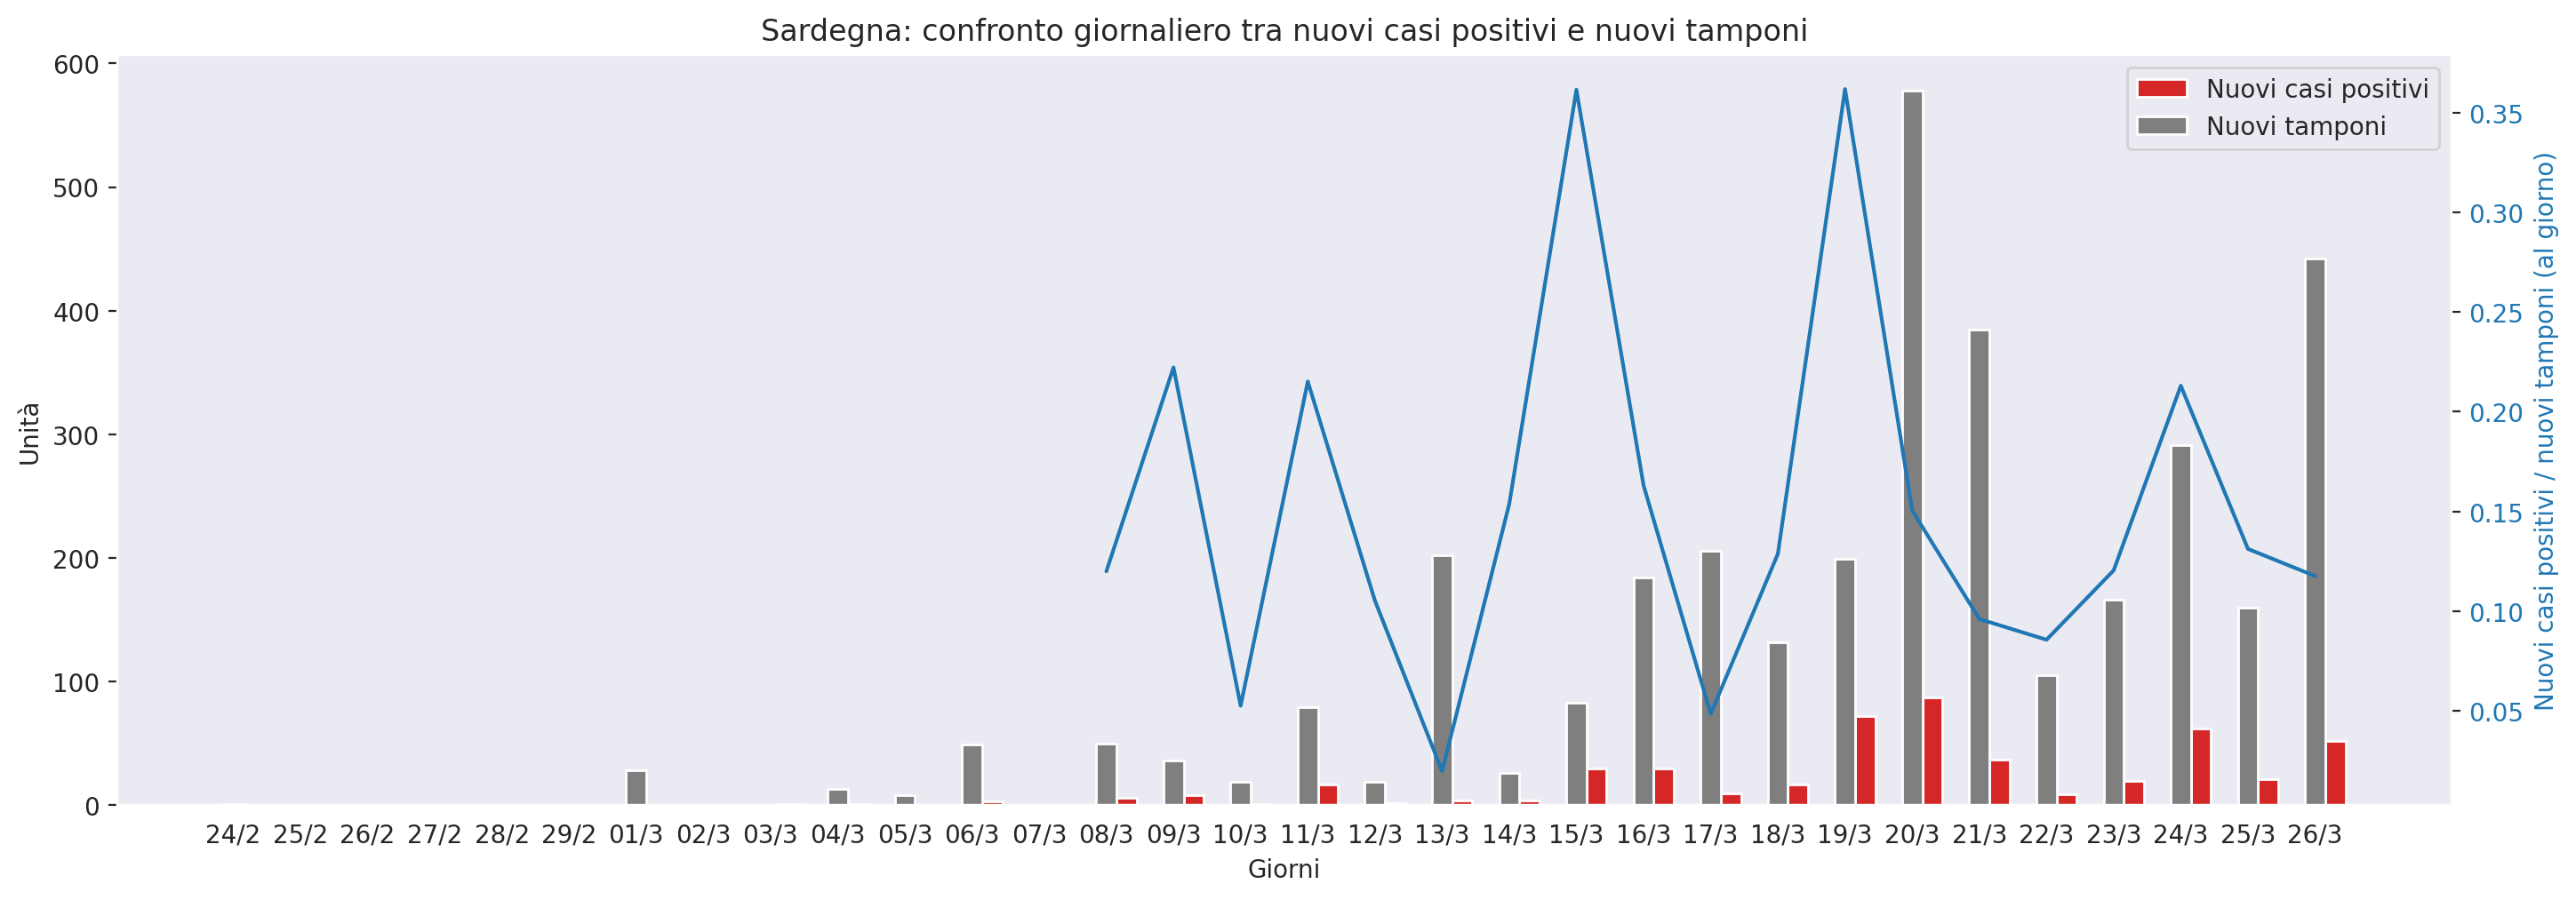 Sardegna: confronto giornaliero tra nuovi casi positivi e nuovi tamponi
Nuovi casi positivi
Nuovi tamponi
Unità
600
500
400
300
200
100
0
0.35
0.30
0.25
0.20
0.15
0.10
0.05
Nuovi casi positivi / nuovi tamponi (al giorno)
24/2 25/2 26/2 27/2 28/2 29/2 01/3 02/3 03/3 04/3 05/3 06/3 07/3 08/3 09/3 10/3 11/3 12/3 13/3 14/3 15/3 16/3 17/3 18/3 19/3 20/3 21/3 22/3 23/3 24/3 25/3 26/3
Giorni